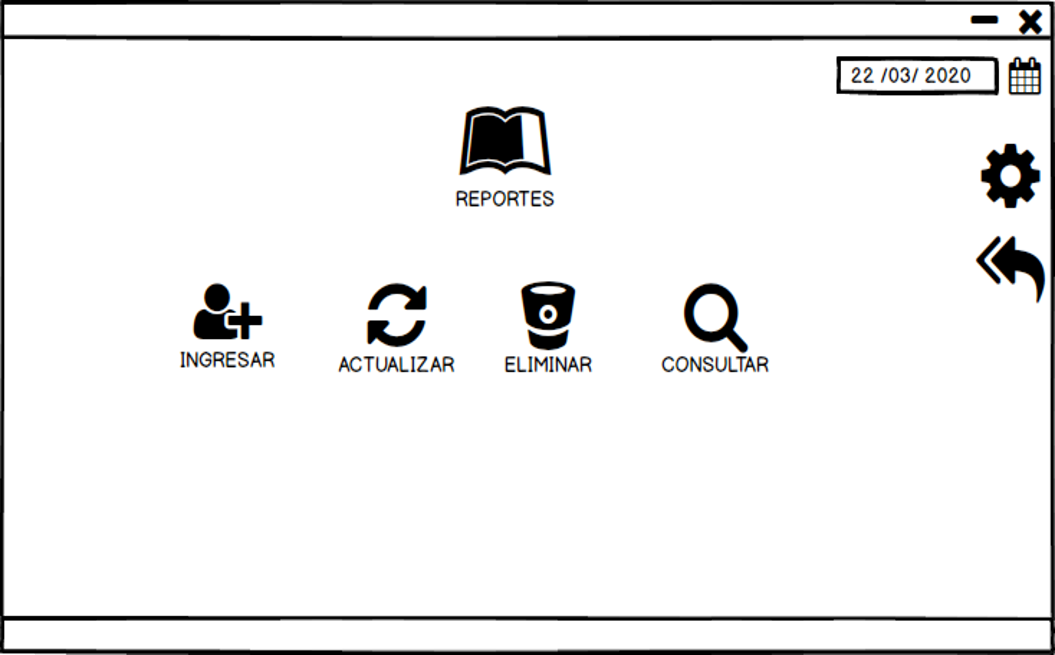 22 /03/ 2020
REPORTES
INGRESAR
ACTUALIZAR
ELIMINAR
CONSULTAR